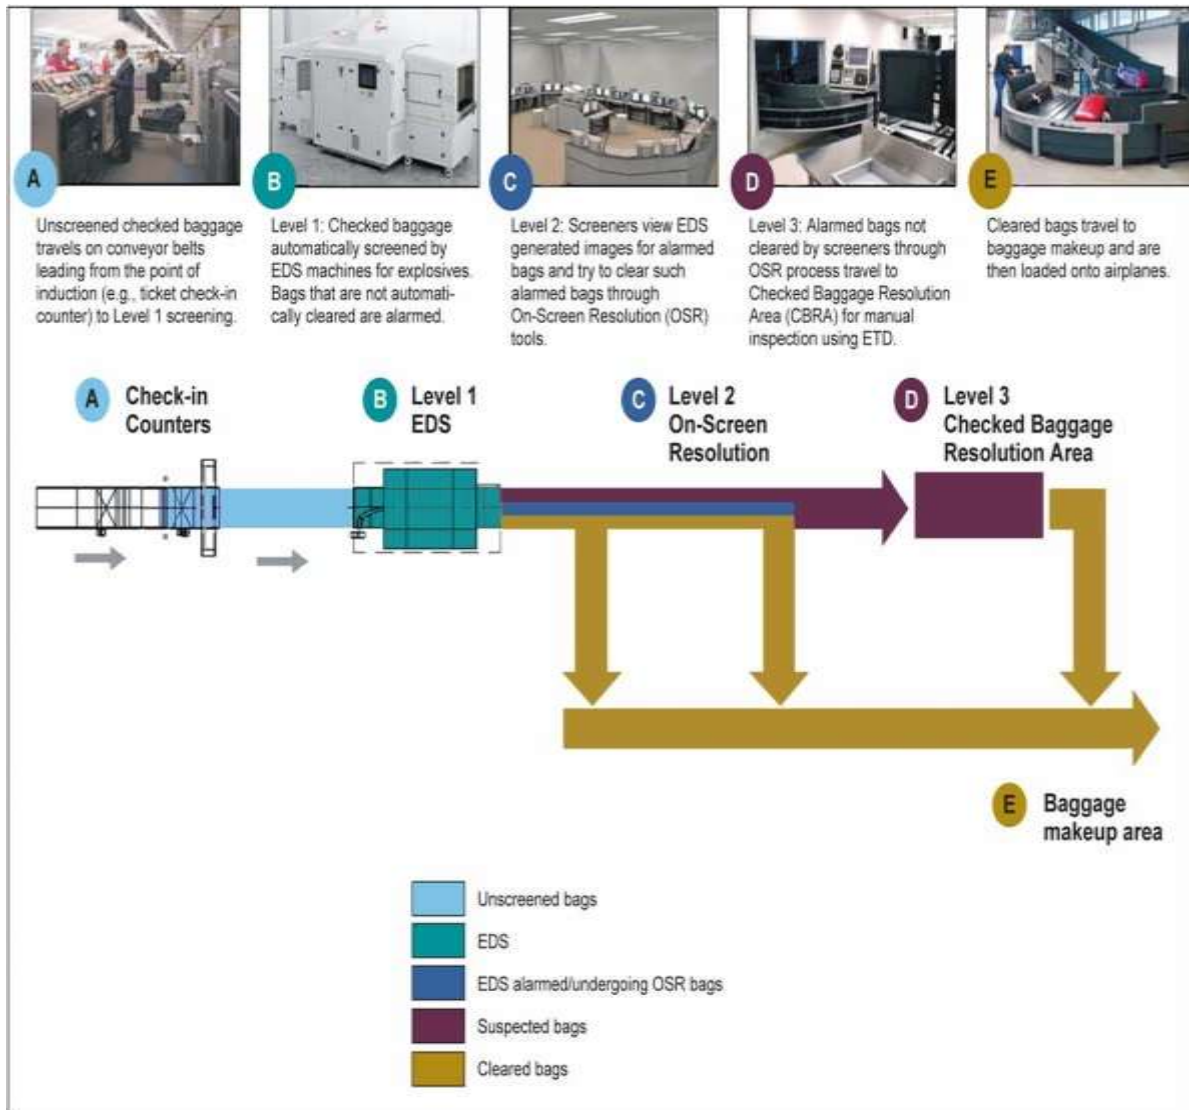 A
Unscreened checked baggage
travels on conveyor belts
leading from the point of
induction (e.g., ticket check-in
counter) to Level 1 screening.
B
Level 1: Checked baggage
automatically screened by
EDS machines for explosives.
Bags that are not automati-
cally cleared are alarmed.
C
Level 2: Screeners view EDS
generated images for alarmed
bags and try to clear such
alarmed bags through
On-Screen Resolution (OSR)
tools.
D
Level 3: Alarmed bags not
cleared by screeners through
OSR process travel to
Checked Baggage Resolution
Area (CBRA) for manual
inspection using ETD.
E
Cleared bags travel to
baggage makeup and are
then loaded onto airplanes.
A Check-in
Counters
B Level 1
EDS
C Level 2
On-Screen
Resolution
D Level 3
Checked Baggage
Resolution Area
E Baggage
makeup area
Unscreened bags
EDS
EDS alarmed/undergoing OSR bags
Suspected bags
Cleared bags